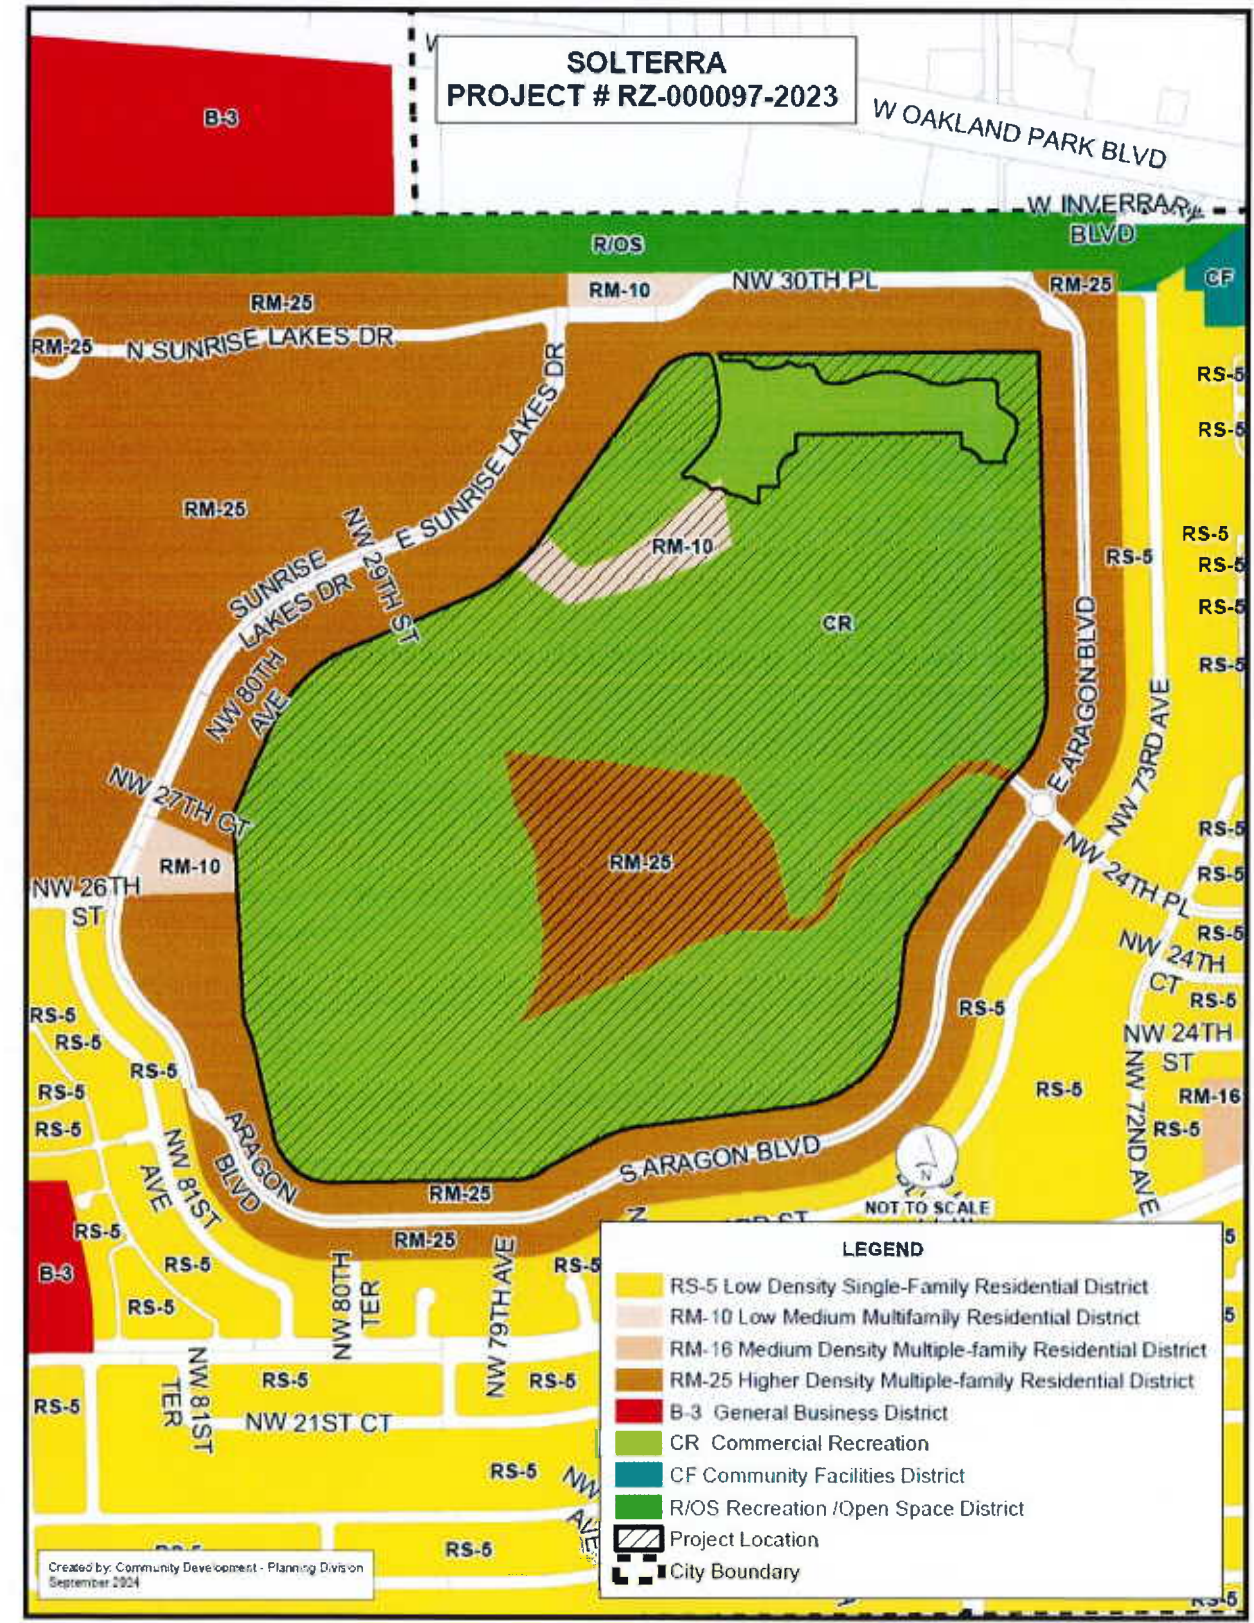 SOLTERRA
PROJECT # RZ-000097-2023
B-3
W OAKLAND PARK BLVD
W INVERRARY
BLVD
R/OS
CF
RM-25
RM-10
NW 30TH PL
RM-25
RM-25
N SUNRISE LAKES DR
RS-5
RS-5
RM-25
E SUNRISE LAKES DR
NW 29TH ST
RM-10
RS-5
RS-5
RS-5
RS-5
SUNRISE
LAKES DR
CR
E ARAGON BLVD
RS-5
NW 80TH
AVE
NW 73RD AVE
NW 27TH CT
RM-10
RM-25
RS-5
NW 24TH PL
RS-5
NW 26TH
ST
RS-5
NW 24TH
CT
RS-5
RS-5
RS-5
RS-5
NW 24TH
ST
RS-5
RS-5
RS-5
RM-16
RS-5
RS-5
NW 72ND AVE
ARAGON
BLVD
S ARAGON BLVD
NW 81ST
AVE
RM-25
N
NOT TO SCALE
RS-5
RM-25
B-3
RS-5
RS-5
RS-5
NW 80TH
TER
NW 79TH AVE
LEGEND
RS-5 Low Density Single-Family Residential District
RM-10 Low Medium Multifamily Residential District
RM-16 Medium Density Multiple-family Residential District
RM-25 Higher Density Multiple-family Residential District
B-3 General Business District
CR Commercial Recreation
CF Community Facilities District
R/OS Recreation /Open Space District
Project Location
City Boundary
NW 81ST
TER
RS-5
RS-5
RS-5
NW 21ST CT
RS-5
NW
AVE
RS-5
RS-5
Created by: Community Development - Planning Division
September 2024